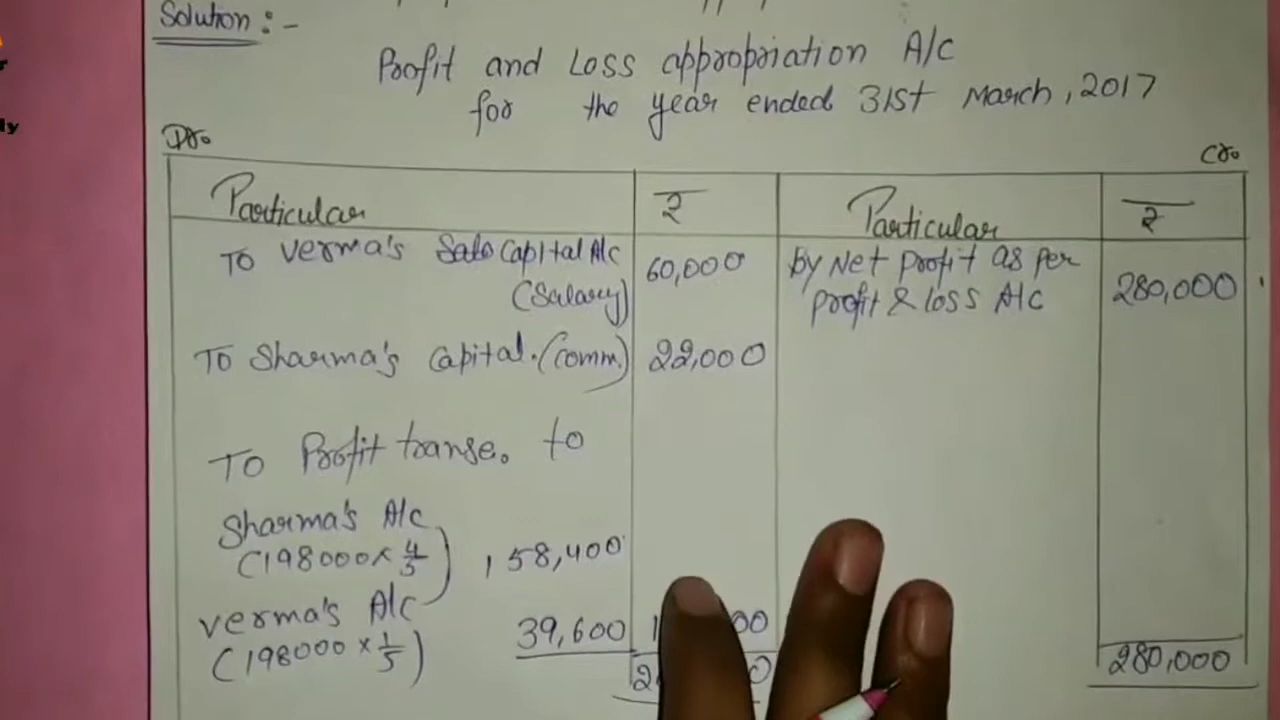 Solution :-
Profit and Loss appropriation A/c
for the year ended 31st March, 2017
Dr. Cr.
Particular ₹ Particular ₹
To Verma's Capital A/c 60,000 by Net profit as per
(Salary) profit & loss A/c 280,000
To Sharma's Capital. (comm.) 22,000
To Profit transe. to
Sharma's A/c
(198000 × 4/5) 1,58,400
Verma's A/c
(198000 × 1/5) 39,600
280,000